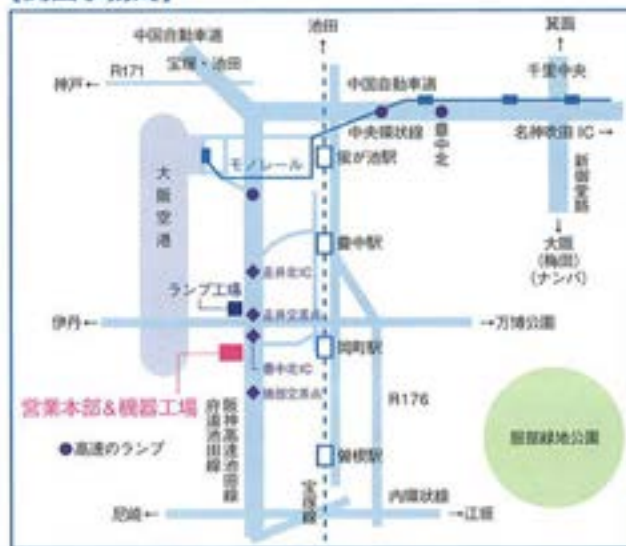 池田
箕面
中国自動車道
宝塚・池田
R171
神戸←
中国自動車道
千里中央
中央環状線
豊中北
名神吹田 IC →
新御堂筋
モノレール
蛍が池駅
大阪空港
豊中駅
大阪
(梅田)
(ナンバ)
ランプ工場
伊丹←
→万博公園
岡町駅
豊中北IC
営業本部&機器工場
R176
服部緑地公園
●高速のランプ
阪神高速池田線
府道池田線
曽根駅
宝塚線
内環状線
尼崎←
→江坂